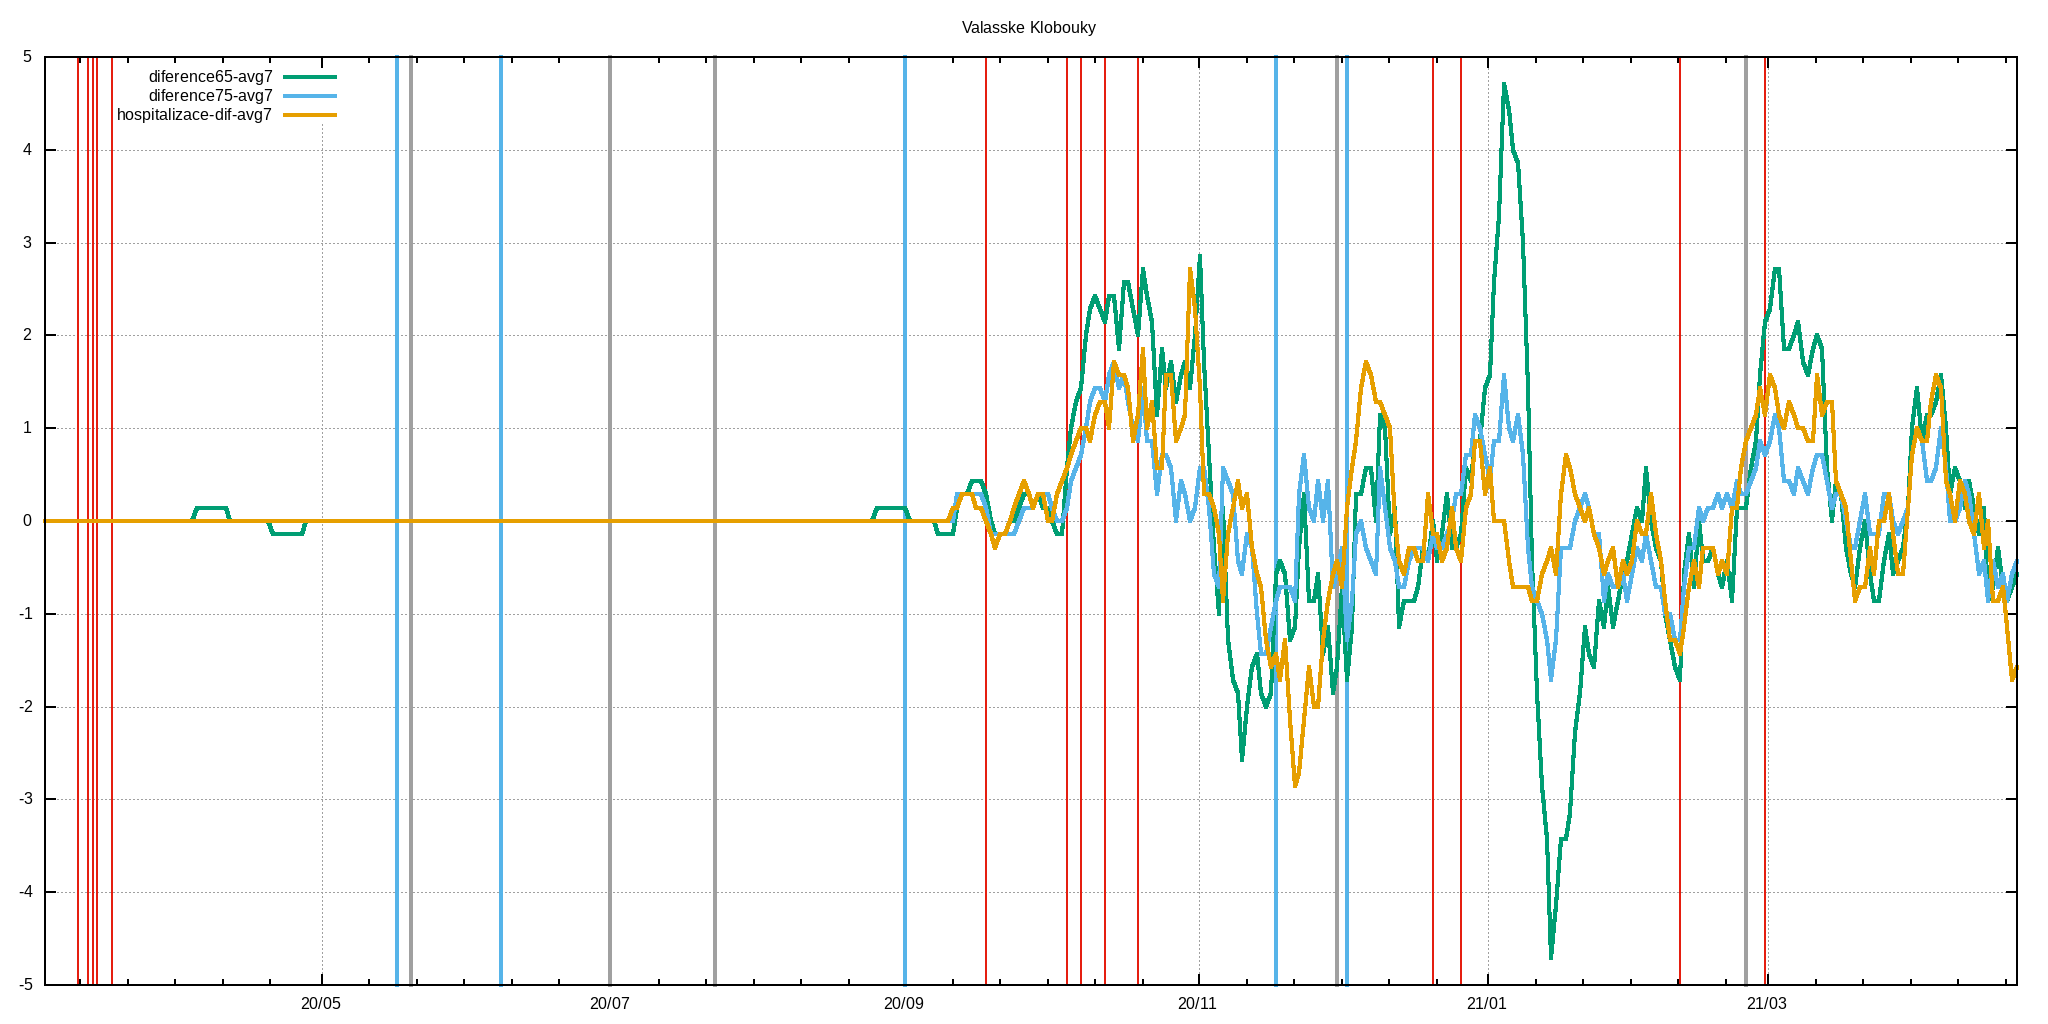 Valasske Klobouky
diference65-avg7
diference75-avg7
hospitalizace-dif-avg7
5
4
3
2
1
0
-1
-2
-3
-4
-5
20/05 20/07 20/09 20/11 21/01 21/03